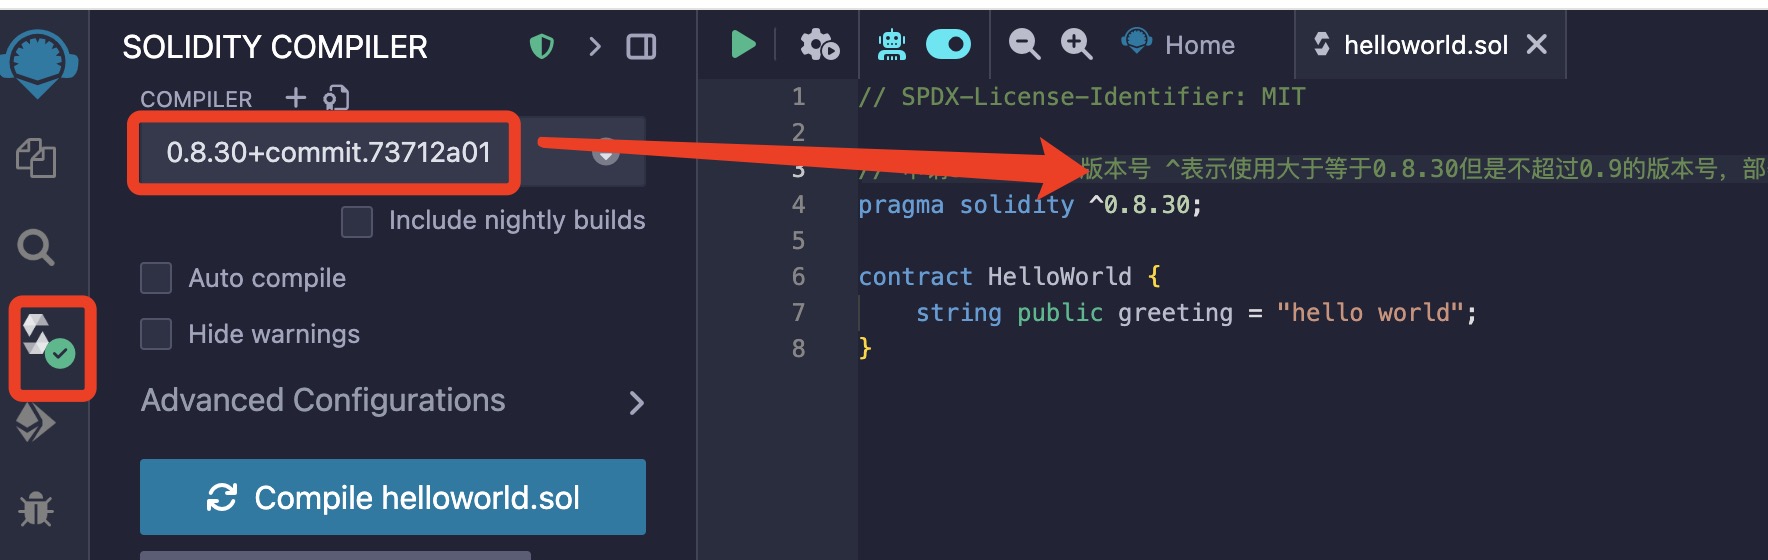 SOLIDITY COMPILER
COMPILER
0.8.30+commit.73712a01
Include nightly builds
Auto compile
Hide warnings
Advanced Configurations
Compile helloworld.sol
Home
helloworld.sol
1 // SPDX-License-Identifier: MIT
2
3 // 版本号 ^表示使用大于等于0.8.30但是不超过0.9的版本号，部
4 pragma solidity ^0.8.30;
5
6 contract HelloWorld {
7 string public greeting = "hello world";
8 }